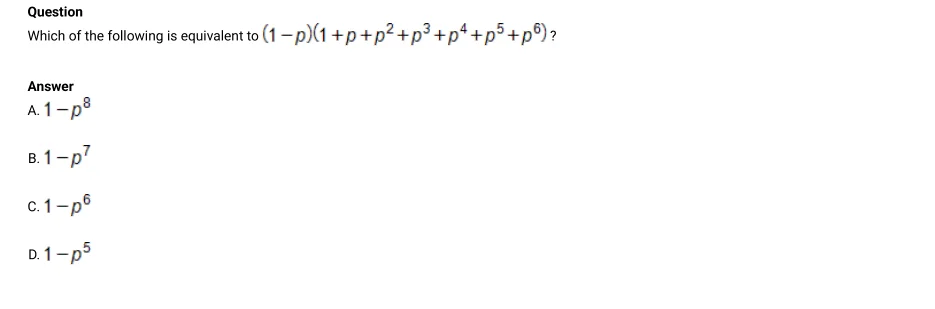 Question
Which of the following is equivalent to (1−p)(1+p+p²+p³+p⁴+p⁵+p⁶)?
Answer
A. 1−p⁸
B. 1−p⁷
C. 1−p⁶
D. 1−p⁵